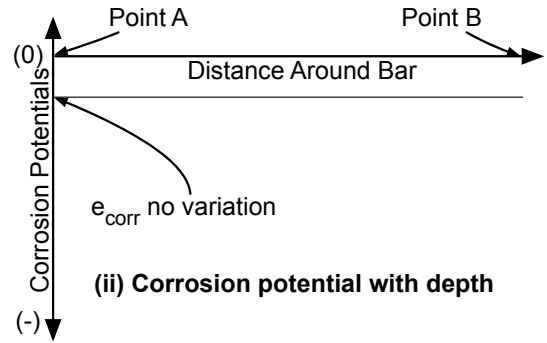 Point A
Point B
(0)
Distance Around Bar
Corrosion Potentials
e_corr no variation
(ii) Corrosion potential with depth
(-)